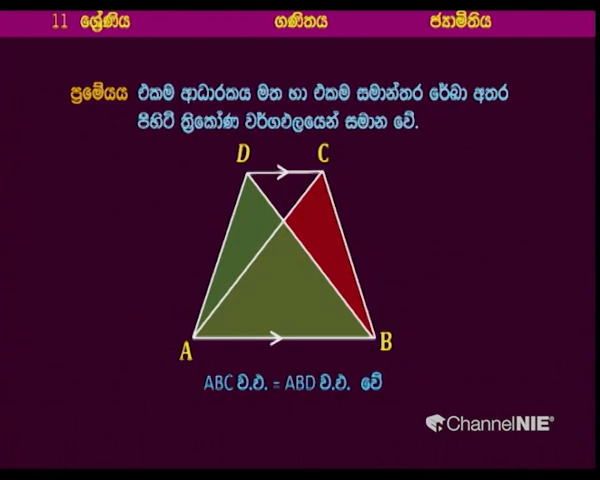 11 ශ්‍රේණිය ගණිතය ජ්‍යාමිතිය
ප්‍රමේයය එකම ආධාරකය මත හා එකම සමාන්තර රේඛා අතර
පිහිටි ත්‍රිකෝණ වර්ගඵලයෙන් සමාන වේ.
D C
A B
ABC ව.ඵ. = ABD ව.ඵ. වේ
ChannelNIE®